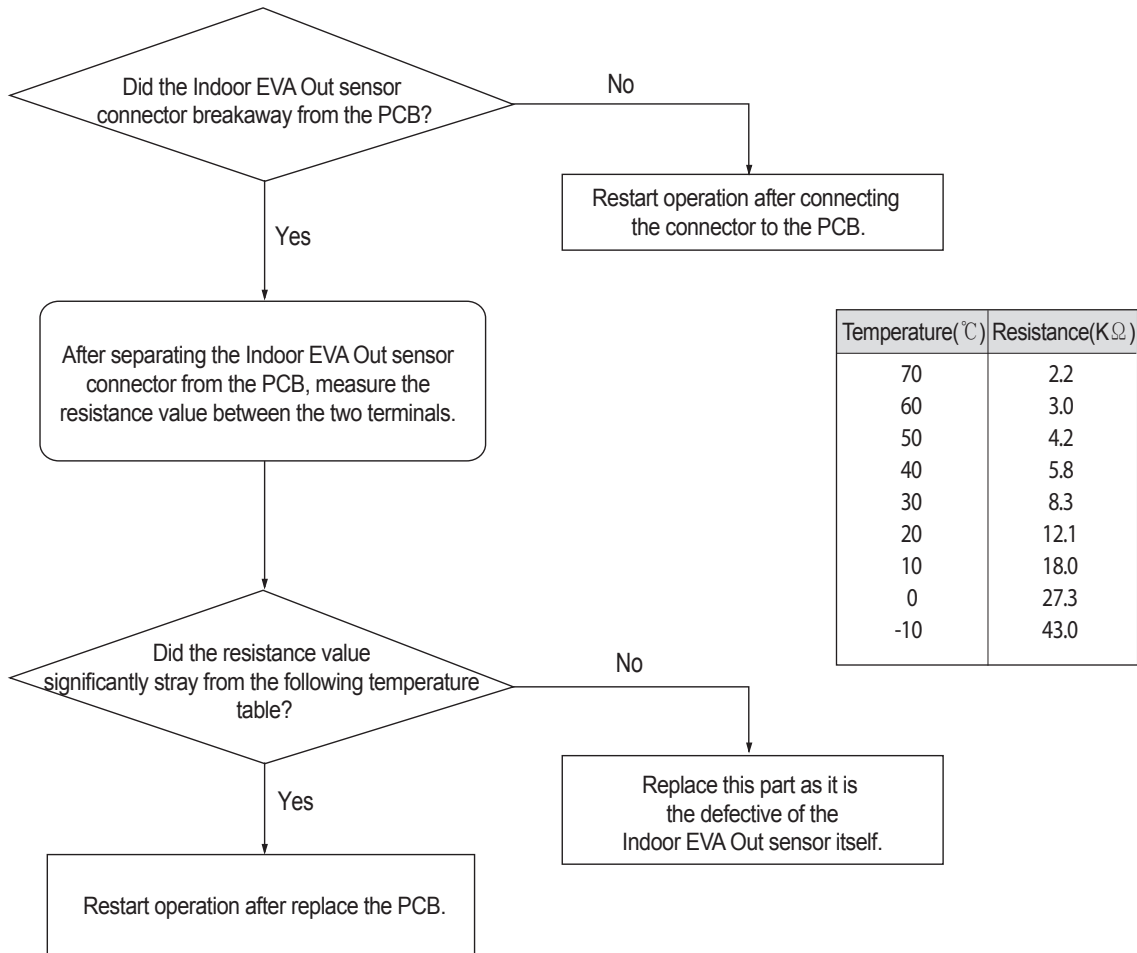 Did the Indoor EVA Out sensor
connector breakaway from the PCB?
No
Restart operation after connecting
the connector to the PCB.
Yes
After separating the Indoor EVA Out sensor
connector from the PCB, measure the
resistance value between the two terminals.
Temperature(℃) Resistance(KΩ)
70 2.2
60 3.0
50 4.2
40 5.8
30 8.3
20 12.1
10 18.0
0 27.3
-10 43.0
Did the resistance value
significantly stray from the following temperature
table?
No
Replace this part as it is
the defective of the
Indoor EVA Out sensor itself.
Yes
Restart operation after replace the PCB.